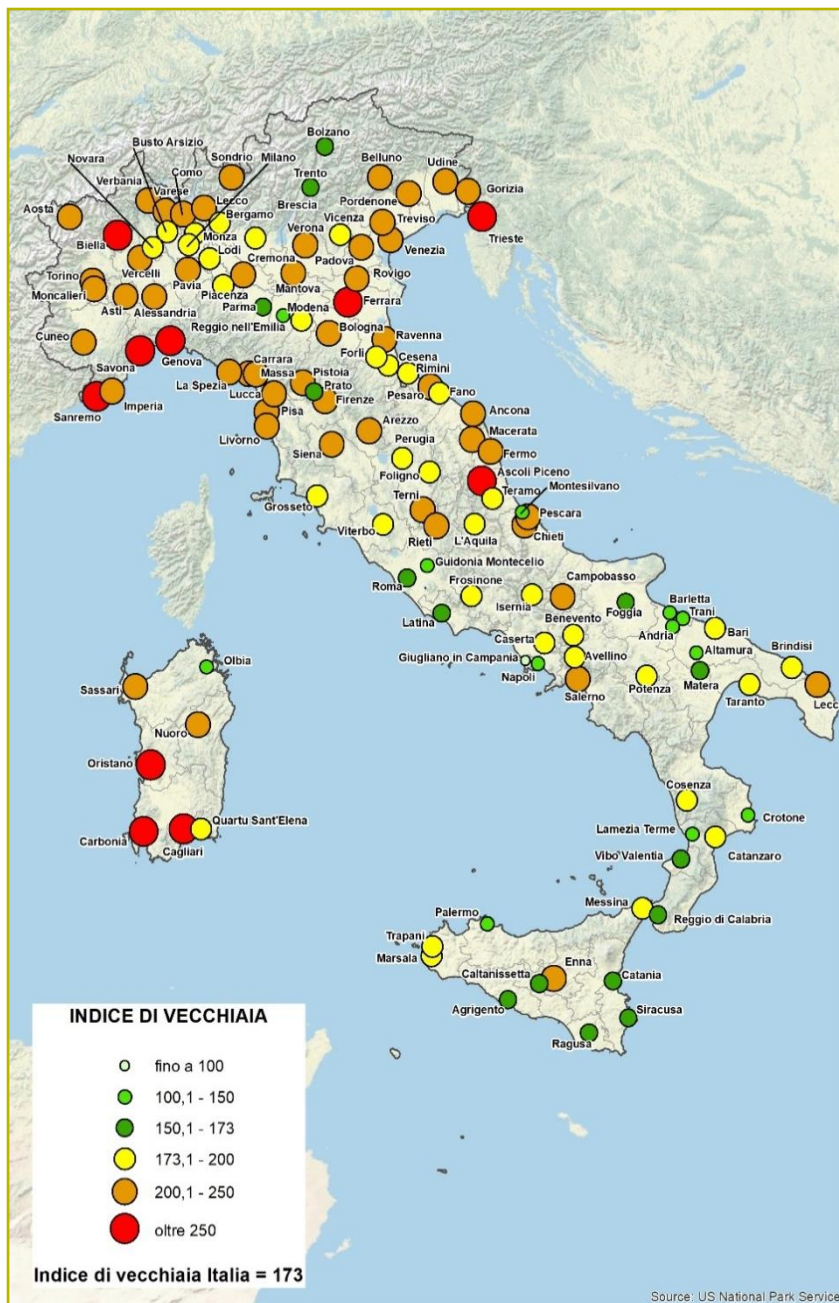 Bolzano
Busto Arsizio
Como
Sondrio
Milano
Belluno
Udine
Novara
Verbania
Trento
Gorizia
Varese
Lecco
Brescia
Pordenone
Aosta
Bergamo
Vicenza
Treviso
Verona
Biella
Monza
Trieste
Lodi
Venezia
Cremona
Padova
Torino
Vercelli
Rovigo
Moncalieri
Pavia
Mantova
Piacenza
Asti
Alessandria
Parma
Modena
Ferrara
Reggio nell'Emilia
Bologna
Cuneo
Ravenna
Genova
Savona
Forlì
Cesena
Carrara
Rimini
Massa
Pistoia
La Spezia
Prato
Pesaro
Fano
Imperia
Lucca
Firenze
Sanremo
Pisa
Ancona
Arezzo
Livorno
Macerata
Perugia
Siena
Fermo
Ascoli Piceno
Foligno
Montesilvano
Teramo
Terni
Grosseto
Pescara
Viterbo
L'Aquila
Rieti
Chieti
Guidonia Montecelio
Campobasso
Roma
Frosinone
Barletta
Isernia
Foggia
Trani
Latina
Benevento
Andria
Bari
Caserta
Brindisi
Altamura
Giugliano in Campania
Avellino
Olbia
Napoli
Matera
Potenza
Sassari
Salerno
Taranto
Lecc
Nuoro
Oristano
Cosenza
Crotone
Quartu Sant'Elena
Lamezia Terme
Carbonia
Cagliari
Catanzaro
Vibo Valentia
Messina
Palermo
Reggio di Calabria
Trapani
Enna
Marsala
Caltanissetta
Catania
Agrigento
Siracusa
Ragusa
INDICE DI VECCHIAIA
fino a 100
100,1 - 150
150,1 - 173
173,1 - 200
200,1 - 250
oltre 250
Indice di vecchiaia Italia = 173
Source: US National Park Service